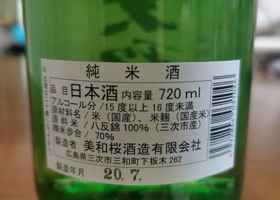 純米酒
品目 日本酒 内容量 720ml
アルコール分/15度以上16度未満
原材料名/米(国産)、米麹(国産米)
原料米/八反錦100%(三次市産)
精米歩合/70%
製造者 美和桜酒造有限会社
広島県三次市三和町下板木262
製造年月 20.7.